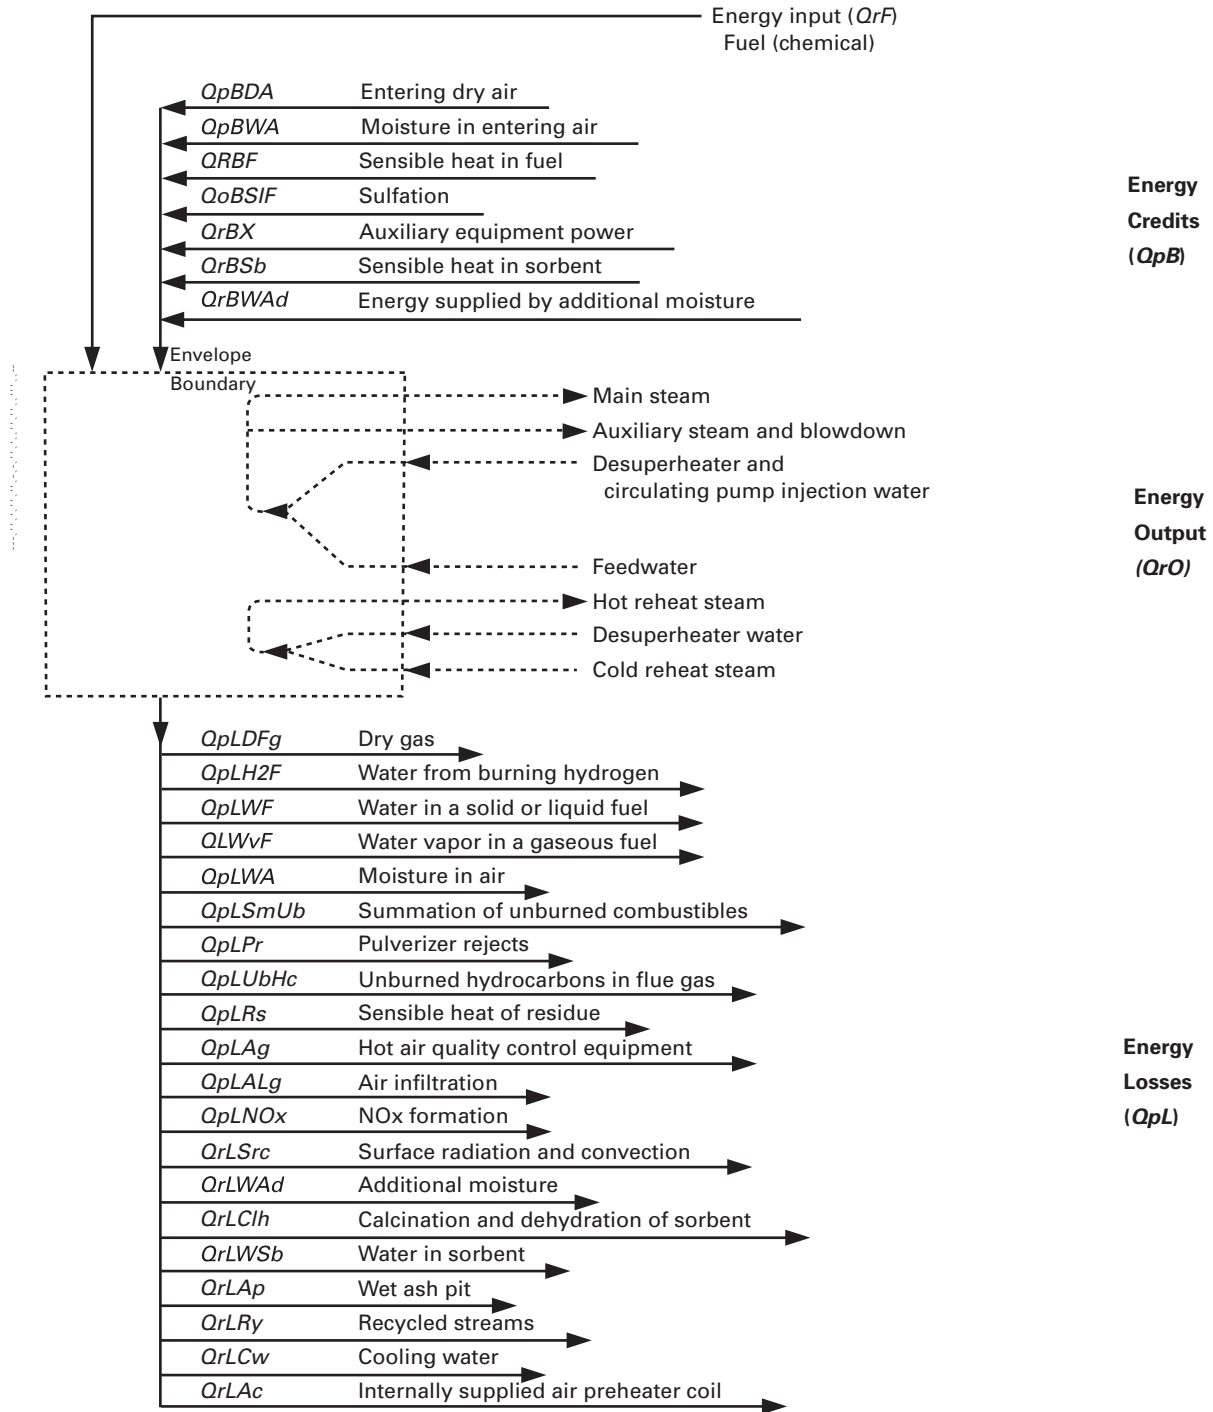 Energy input (QrF)
Fuel (chemical)
QpBDA Entering dry air
QpBWA Moisture in entering air
QRBF Sensible heat in fuel
QoBSIF Sulfation
QrBX Auxiliary equipment power
QrBSb Sensible heat in sorbent
QrBWAd Energy supplied by additional moisture
Energy
Credits
(QpB)
Envelope
Boundary
Main steam
Auxiliary steam and blowdown
Desuperheater and
circulating pump injection water
Feedwater
Hot reheat steam
Desuperheater water
Cold reheat steam
Energy
Output
(QrO)
QpLDFg Dry gas
QpLH2F Water from burning hydrogen
QpLWF Water in a solid or liquid fuel
QLWvF Water vapor in a gaseous fuel
QpLWA Moisture in air
QpLSmUb Summation of unburned combustibles
QpLPr Pulverizer rejects
QpLUbHc Unburned hydrocarbons in flue gas
QpLRs Sensible heat of residue
QpLAg Hot air quality control equipment
QpLALg Air infiltration
QpLNOx NOx formation
QrLSrc Surface radiation and convection
QrLWAd Additional moisture
QrLClh Calcination and dehydration of sorbent
QrLWSb Water in sorbent
QrLAp Wet ash pit
QrLRy Recycled streams
QrLCw Cooling water
QrLAc Internally supplied air preheater coil
Energy
Losses
(QpL)